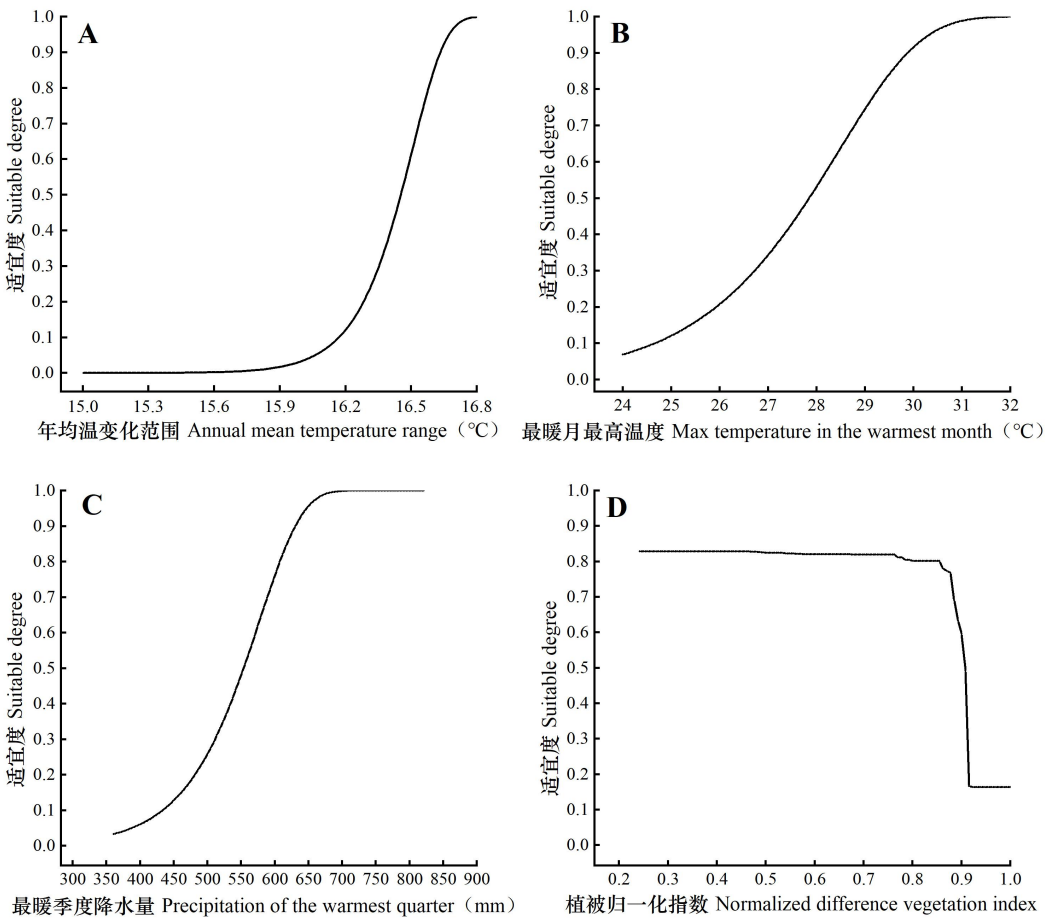 A
1.0
0.9
0.8
0.7
0.6
0.5
0.4
0.3
0.2
0.1
0.0
适宜度 Suitable degree
15.0 15.3 15.6 15.9 16.2 16.5 16.8
年均温变化范围 Annual mean temperature range（℃）
B
1.0
0.9
0.8
0.7
0.6
0.5
0.4
0.3
0.2
0.1
0.0
适宜度 Suitable degree
24 25 26 27 28 29 30 31 32
最暖月最高温度 Max temperature in the warmest month（℃）
C
1.0
0.9
0.8
0.7
0.6
0.5
0.4
0.3
0.2
0.1
0.0
适宜度 Suitable degree
300 350 400 450 500 550 600 650 700 750 800 850 900
最暖季度降水量 Precipitation of the warmest quarter（mm）
D
1.0
0.9
0.8
0.7
0.6
0.5
0.4
0.3
0.2
0.1
0.0
适宜度 Suitable degree
0.2 0.3 0.4 0.5 0.6 0.7 0.8 0.9 1.0
植被归一化指数 Normalized difference vegetation index